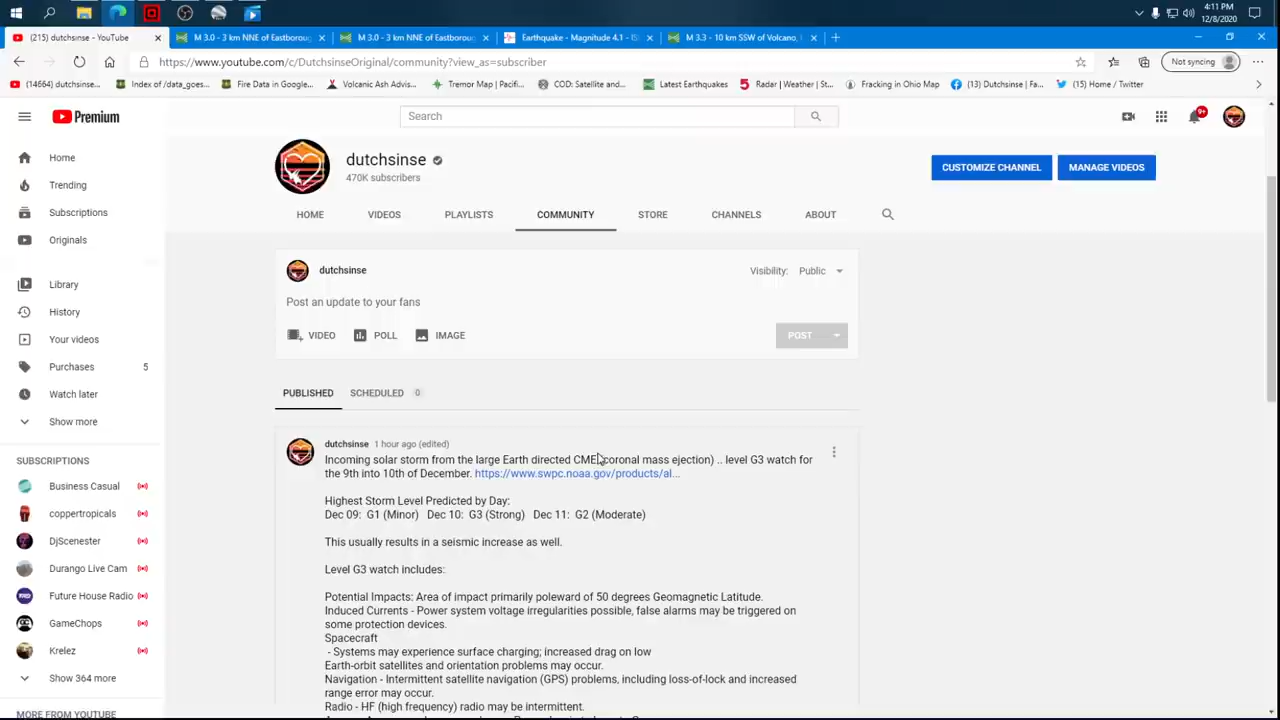 4:11 PM
12/8/2020
(215) dutchsinse - YouTube
M 3.0 - 3 km NNE of Eastboroug
M 3.0 - 3 km NNE of Eastboroug
Earthquake - Magnitude 4.1 - IS
M 3.3 - 10 km SSW of Volcano,
https://www.youtube.com/c/DutchsinseOriginal/community?view_as=subscriber
Not syncing
(14664) dutchsinse...
Index of/data_goes...
Fire Data in Google...
Volcanic Ash Advis...
Tremor Map | Pacif...
COD: Satellite and...
Latest Earthquakes
Radar | Weather | St...
Fracking in Ohio Map
(13) Dutchsinse | Fa...
(15) Home / Twitter
Premium
Search
9+
dutchsinse
470K subscribers
CUSTOMIZE CHANNEL
MANAGE VIDEOS
HOME VIDEOS PLAYLISTS COMMUNITY STORE CHANNELS ABOUT
Home
Trending
Subscriptions
Originals
Library
History
Your videos
Purchases 5
Watch later
Show more
SUBSCRIPTIONS
Business Casual
coppertropicals
DjScenester
Durango Live Cam
Future House Radio
GameChops
Krelez
Show 364 more
MORE FROM YOUTUBE
dutchsinse
Visibility: Public
Post an update to your fans
VIDEO POLL IMAGE
POST
PUBLISHED SCHEDULED 0
dutchsinse 1 hour ago (edited)
Incoming solar storm from the large Earth directed CME(coronal mass ejection) .. level G3 watch for
the 9th into 10th of December. https://www.swpc.noaa.gov/products/al...
Highest Storm Level Predicted by Day:
Dec 09: G1 (Minor) Dec 10: G3 (Strong) Dec 11: G2 (Moderate)
This usually results in a seismic increase as well.
Level G3 watch includes:
Potential Impacts: Area of impact primarily poleward of 50 degrees Geomagnetic Latitude.
Induced Currents - Power system voltage irregularities possible, false alarms may be triggered on
some protection devices.
Spacecraft
- Systems may experience surface charging; increased drag on low
Earth-orbit satellites and orientation problems may occur.
Navigation - Intermittent satellite navigation (GPS) problems, including loss-of-lock and increased
range error may occur.
Radio - HF (high frequency) radio may be intermittent.